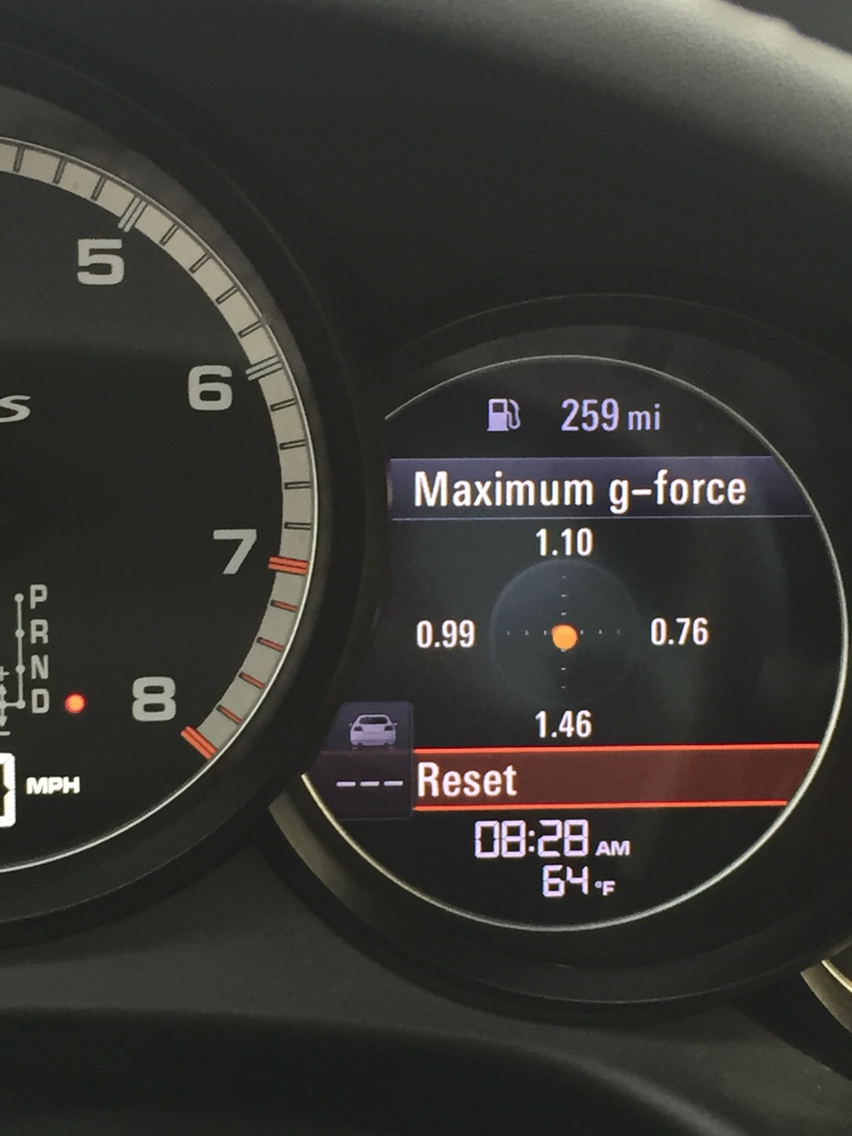 5
6
S
7
8
P
R
N
D
MPH
259 mi
Maximum g-force
1.10
0.99
0.76
1.46
Reset
08:28 AM
64 °F